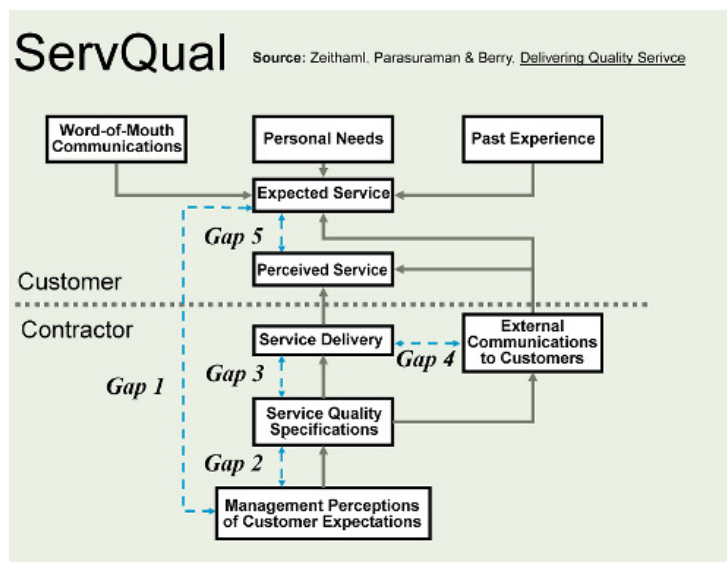 ServQual
Source: Zeithaml, Parasuraman & Berry, Delivering Quality Serivce
Word-of-Mouth
Communications
Personal Needs
Past Experience
Expected Service
Gap 5
Perceived Service
Customer
Contractor
Service Delivery
External
Communications
to Customers
Gap 4
Gap 3
Gap 1
Service Quality
Specifications
Gap 2
Management Perceptions
of Customer Expectations